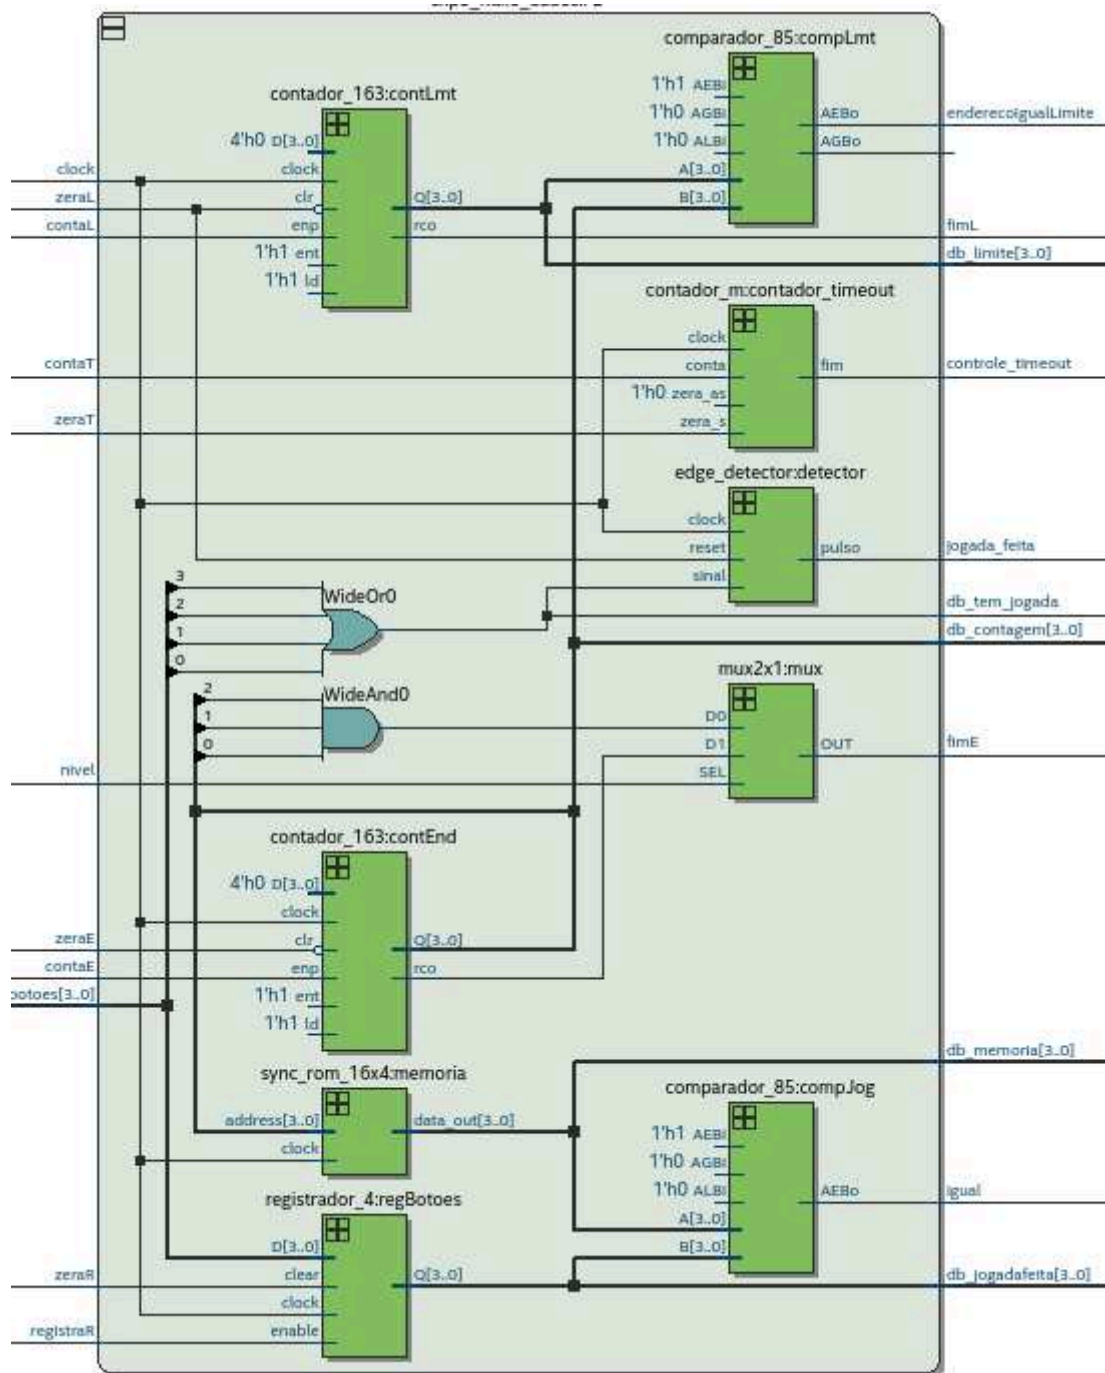 comparador_85:compLmt
1'h1 AEBI
1'h0 AGBI
1'h0 ALBI
A[3..0]
B[3..0]
AEBo
AGBo
enderecoIgualLimite
contador_163:contLmt
4'h0 D[3..0]
clock
clr
enp
1'h1 ent
1'h1 ld
Q[3..0]
rco
clock
zeraL
contaL
fimL
db_limite[3..0]
contador_m:contador_timeout
clock
conta
1'h0 zera_as
zera_s
fim
contaT
zeraT
controle_timeout
edge_detector:detector
clock
reset
sinal
pulso
jogada_feita
3
2
1
0
WideOr0
db_tem_jogada
db_contagem[3..0]
2
1
0
WideAnd0
mux2x1:mux
D0
D1
SEL
OUT
fimE
nivel
contador_163:contEnd
4'h0 D[3..0]
clock
clr
enp
1'h1 ent
1'h1 ld
Q[3..0]
rco
zeraE
contaE
botoes[3..0]
sync_rom_16x4:memoria
address[3..0]
clock
data_out[3..0]
db_memoria[3..0]
comparador_85:compJog
1'h1 AEBI
1'h0 AGBI
1'h0 ALBI
A[3..0]
B[3..0]
AEBo
igual
registrador_4:regBotoes
D[3..0]
clear
clock
enable
Q[3..0]
zeraR
registraR
db_jogadafeita[3..0]